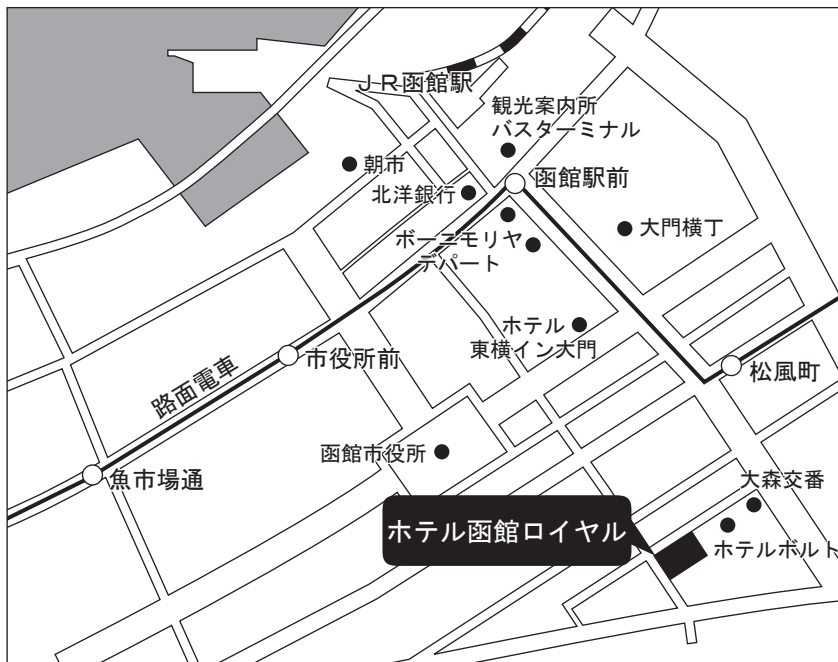 ＪＲ函館駅
観光案内所
バスターミナル
朝市
北洋銀行
函館駅前
ボーニモリヤ
デパート
大門横丁
ホテル
東横イン大門
市役所前
路面電車
松風町
函館市役所
魚市場通
大森交番
ホテル函館ロイヤル
ホテルボルト